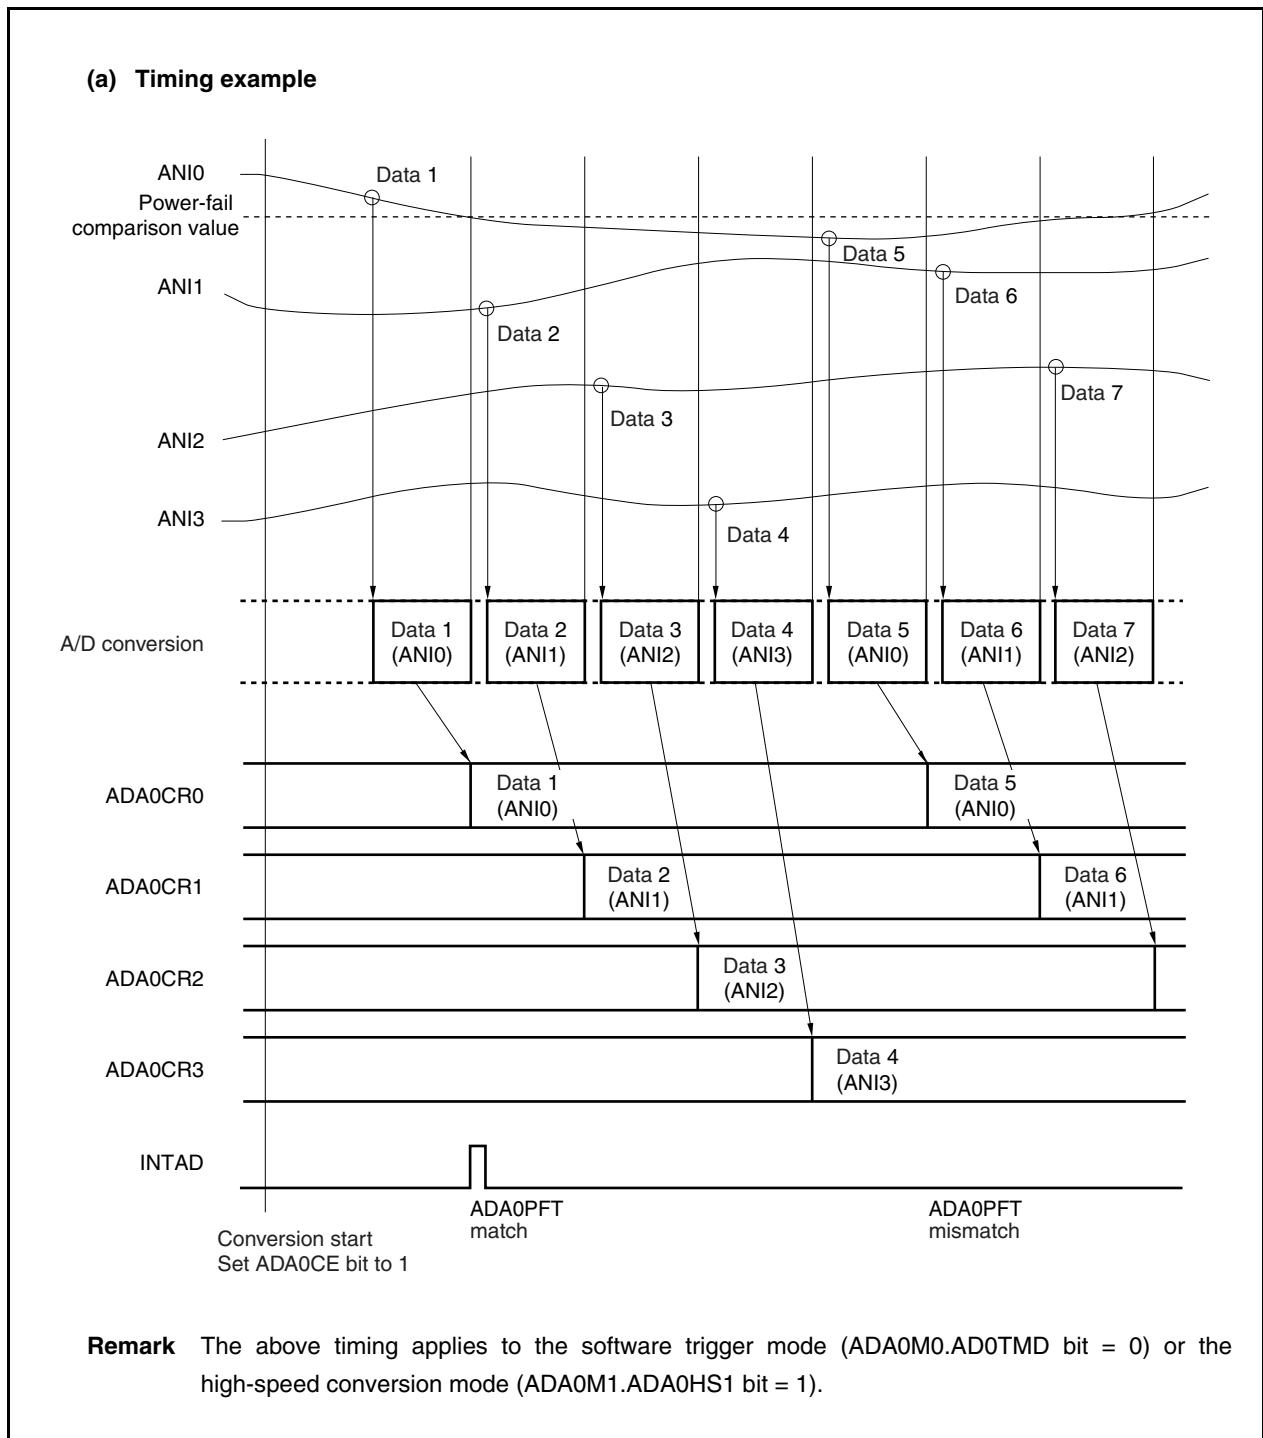 (a) Timing example
ANI0
Data 1
Power-fail
comparison value
Data 5
ANI1
Data 6
Data 2
Data 7
Data 3
ANI2
ANI3
Data 4
A/D conversion
Data 1
(ANI0)
Data 2
(ANI1)
Data 3
(ANI2)
Data 4
(ANI3)
Data 5
(ANI0)
Data 6
(ANI1)
Data 7
(ANI2)
ADA0CR0
Data 1
(ANI0)
Data 5
(ANI0)
ADA0CR1
Data 2
(ANI1)
Data 6
(ANI1)
ADA0CR2
Data 3
(ANI2)
ADA0CR3
Data 4
(ANI3)
INTAD
ADA0PFT
match
ADA0PFT
mismatch
Conversion start
Set ADA0CE bit to 1
Remark The above timing applies to the software trigger mode (ADA0M0.AD0TMD bit = 0) or the
high-speed conversion mode (ADA0M1.ADA0HS1 bit = 1).